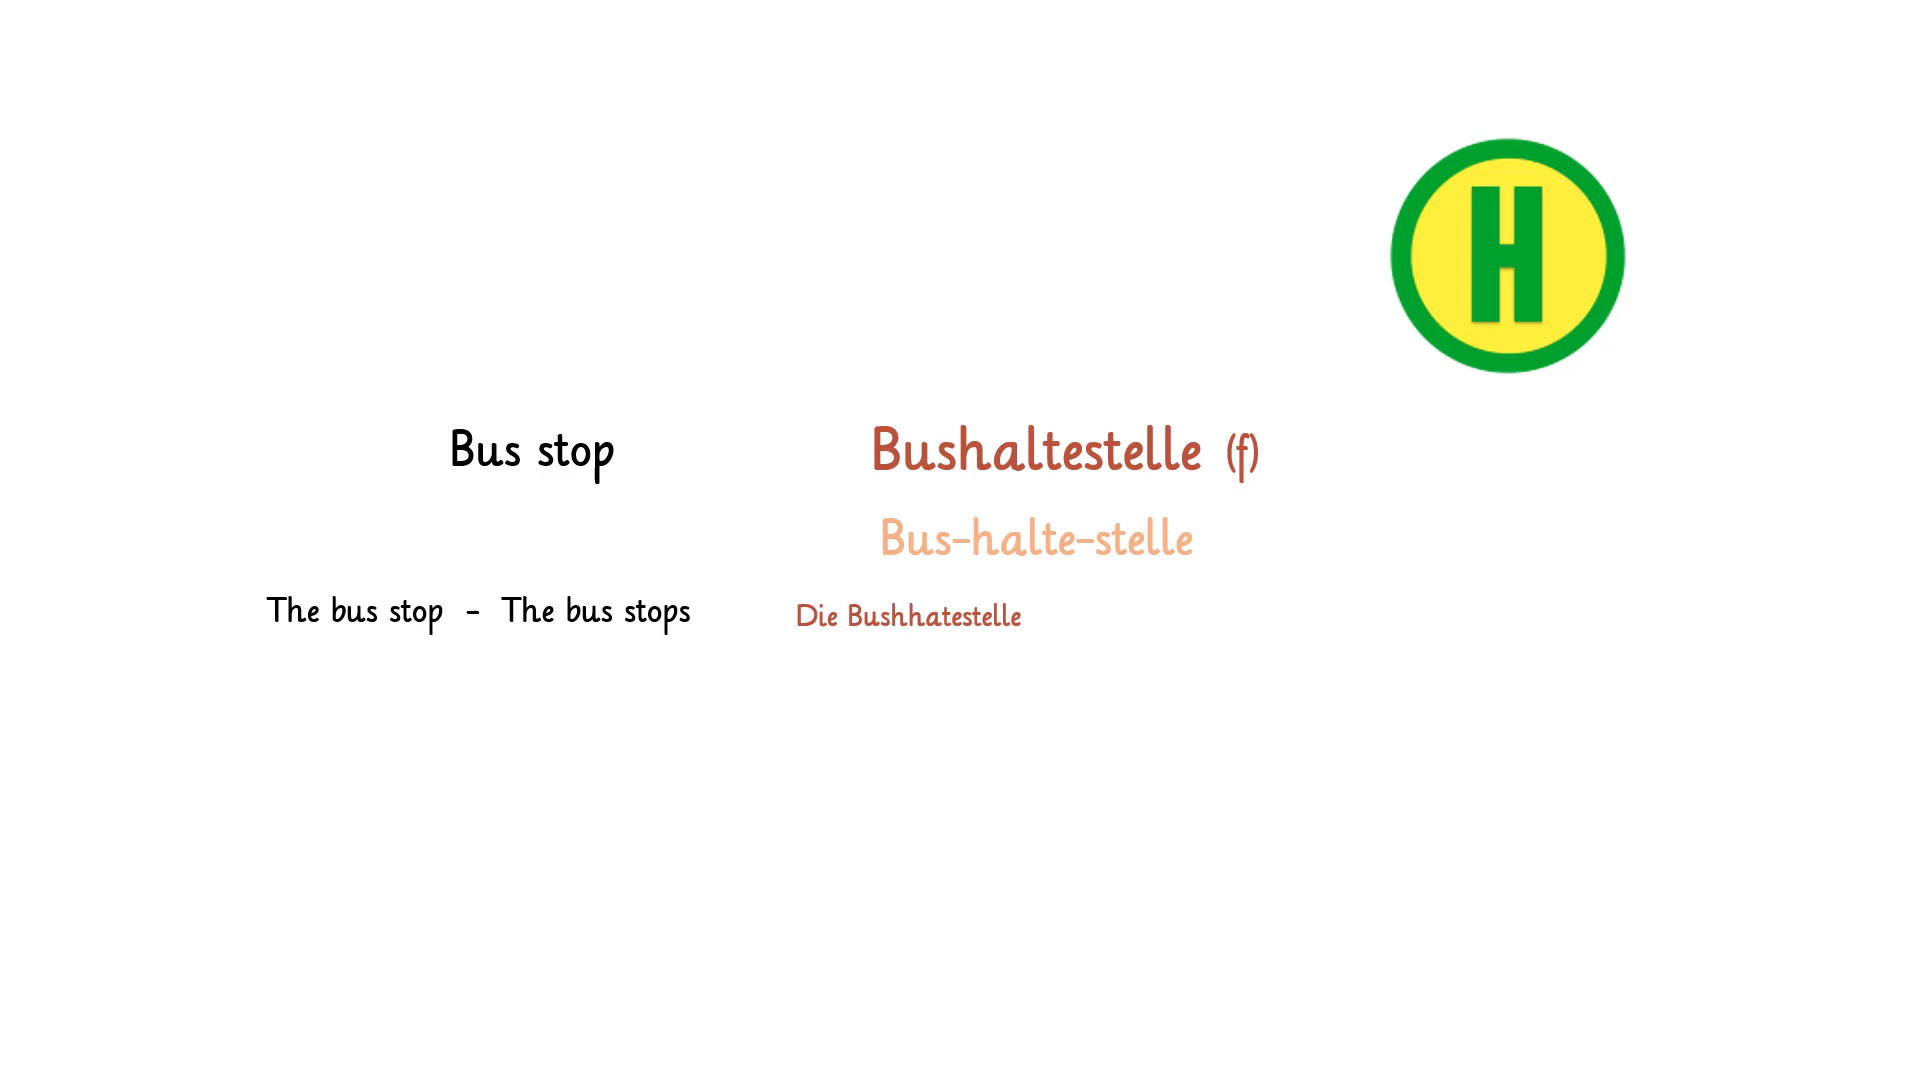 H
Bus stop
Bushaltestelle (f)
Bus-halte-stelle
The bus stop - The bus stops
Die Bushhatestelle